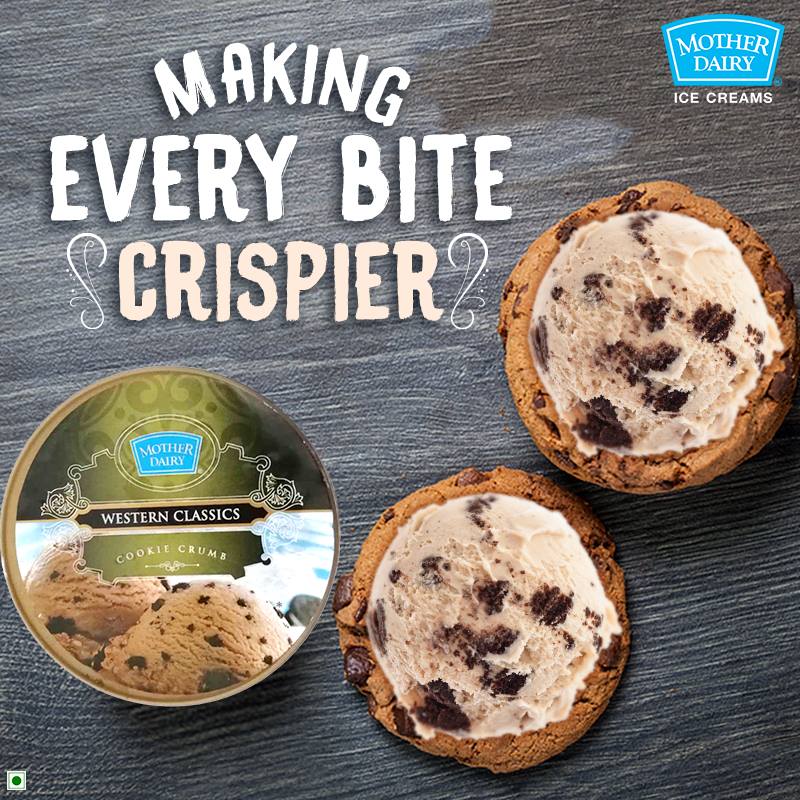 MAKING
EVERY BITE
CRISPIER
MOTHER
DAIRY
ICE CREAMS
MOTHER
DAIRY
WESTERN CLASSICS
COOKIE CRUMB